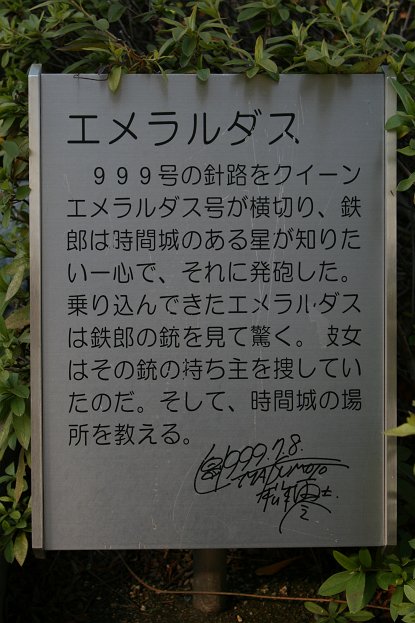 エメラルダス
９９９号の針路をクイーン
エメラルダス号が横切り、鉄
郎は時間城のある星が知りた
い一心で、それに発砲した。
乗り込んできたエメラルダス
は鉄郎の銃を見て驚く。彼女
はその銃の持ち主を捜してい
たのだ。そして、時間城の場
所を教える。
1999.7.8.